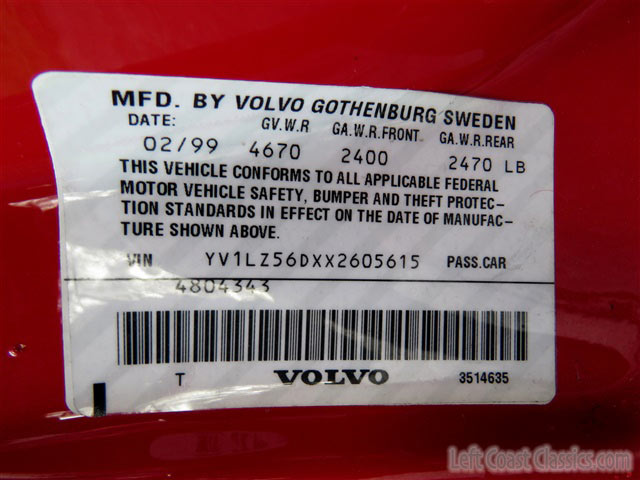 MFD. BY VOLVO GOTHENBURG SWEDEN
DATE: GV.W.R GA.W.R.FRONT GA.W.R.REAR
02/99 4670 2400 2470 LB
THIS VEHICLE CONFORMS TO ALL APPLICABLE FEDERAL
MOTOR VEHICLE SAFETY, BUMPER AND THEFT PROTEC-
TION STANDARDS IN EFFECT ON THE DATE OF MANUFAC-
TURE SHOWN ABOVE.
VIN YV1LZ56DXX2605615 PASS.CAR
4804343
T VOLVO 3514635
Left Coast Classics.com